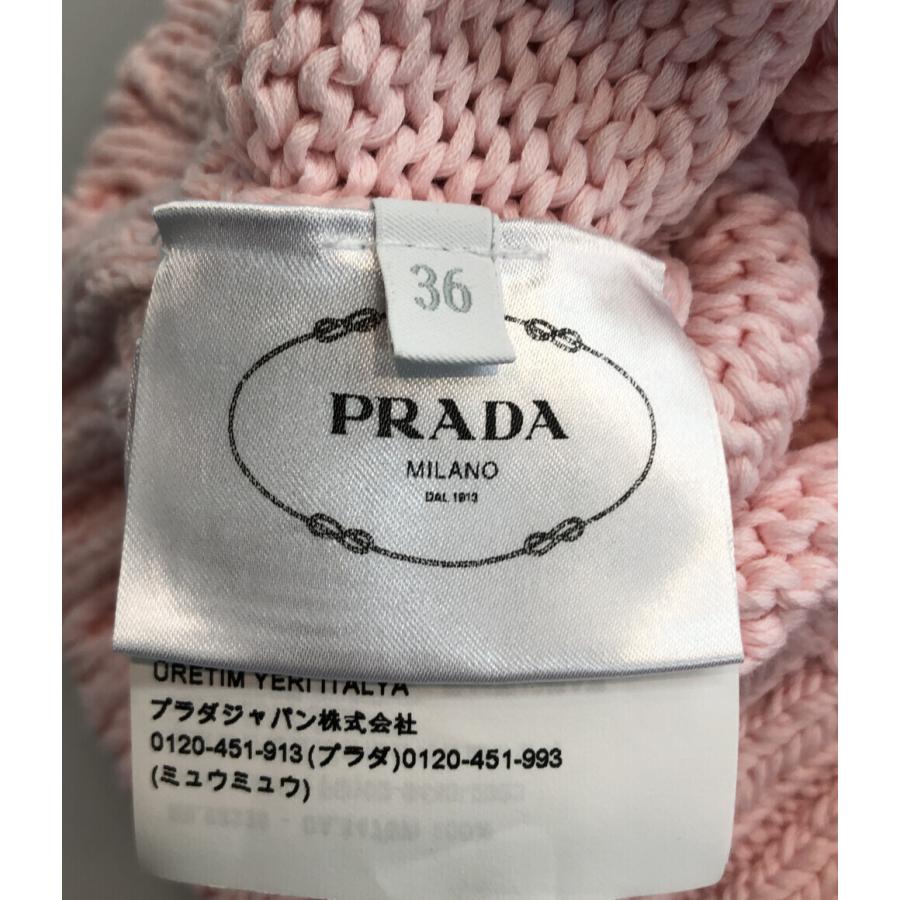 36
PRADA
MILANO
DAL 1913
ÜRETIM YERI ITALYA
プラダジャパン株式会社
0120-451-913(プラダ)0120-451-993
(ミュウミュウ)